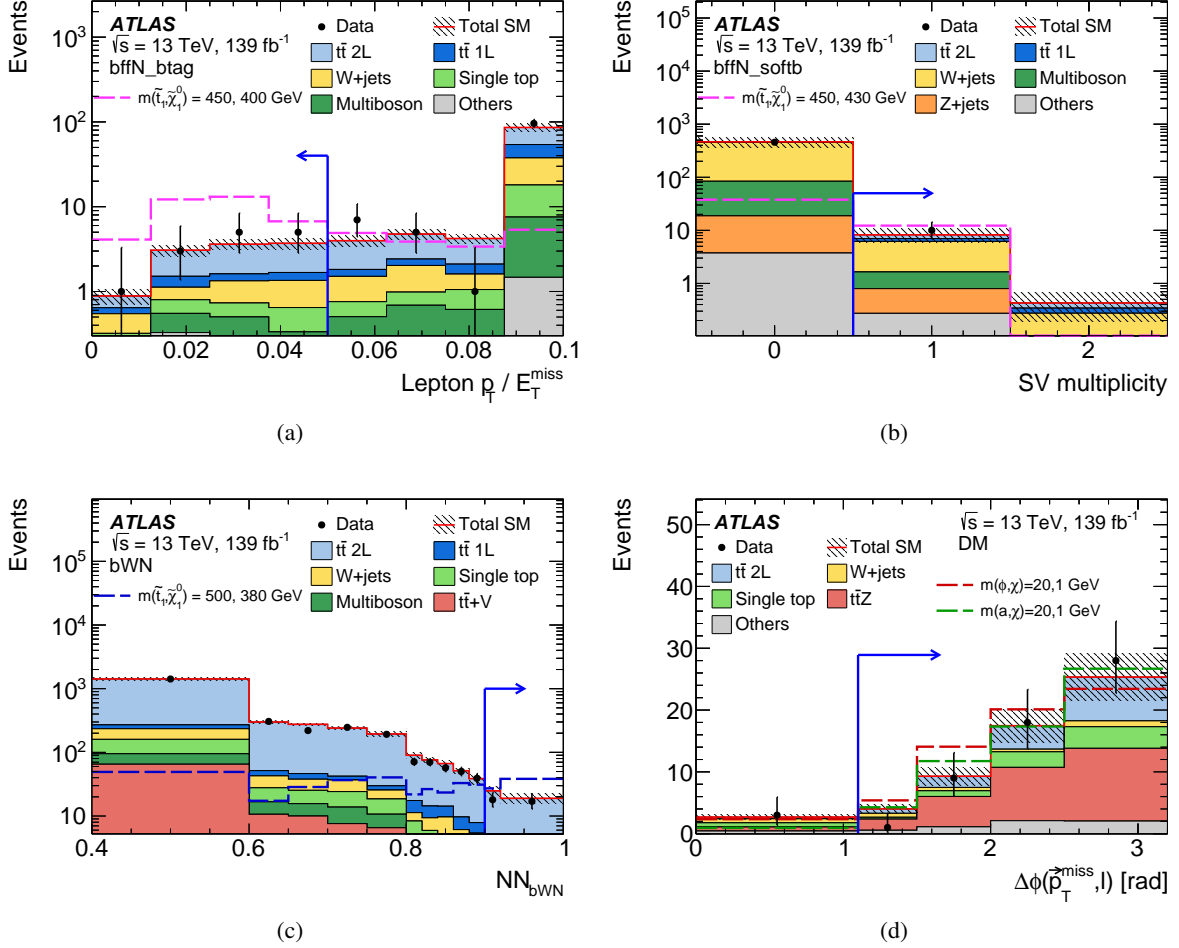 Events
10³
10²
10
1
ATLAS
√s = 13 TeV, 139 fb⁻¹
bffN_btag
m(t̃₁,χ̃₁⁰) = 450, 400 GeV
Data
Total SM
tt̄ 2L
tt̄ 1L
W+jets
Single top
Multiboson
Others
0 0.02 0.04 0.06 0.08 0.1
Lepton p_T / E_T^miss
(a)
Events
10⁵
10⁴
10³
10²
10
1
ATLAS
√s = 13 TeV, 139 fb⁻¹
bffN_softb
m(t̃₁,χ̃₁⁰) = 450, 430 GeV
Data
Total SM
tt̄ 2L
tt̄ 1L
W+jets
Multiboson
Z+jets
Others
0 1 2
SV multiplicity
(b)
Events
10⁵
10⁴
10³
10²
10
ATLAS
√s = 13 TeV, 139 fb⁻¹
bWN
m(t̃₁,χ̃₁⁰) = 500, 380 GeV
Data
Total SM
tt̄ 2L
tt̄ 1L
W+jets
Single top
Multiboson
tt̄+V
0.4 0.6 0.8 1
NN_bWN
(c)
Events
50
40
30
20
10
0
ATLAS
√s = 13 TeV, 139 fb⁻¹
DM
Data
Total SM
tt̄ 2L
W+jets
Single top
tt̄Z
Others
m(ϕ,χ)=20,1 GeV
m(a,χ)=20,1 GeV
0 1 2 3
Δϕ(p⃗_T^miss,l) [rad]
(d)